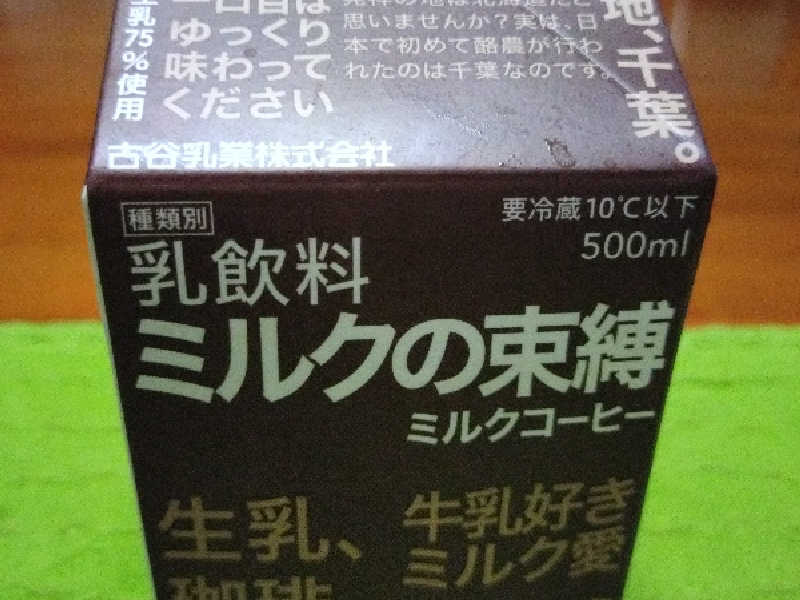 生乳75%使用
ゆっくり
味わって
ください
思いませんか?実は、日
本で初めて酪農が行わ
れたのは千葉なのです。
地、千葉。
古谷乳業株式会社
種類別
乳飲料
要冷蔵10℃以下
500ml
ミルクの束縛
ミルクコーヒー
生乳、
珈琲
牛乳好き
ミルク愛